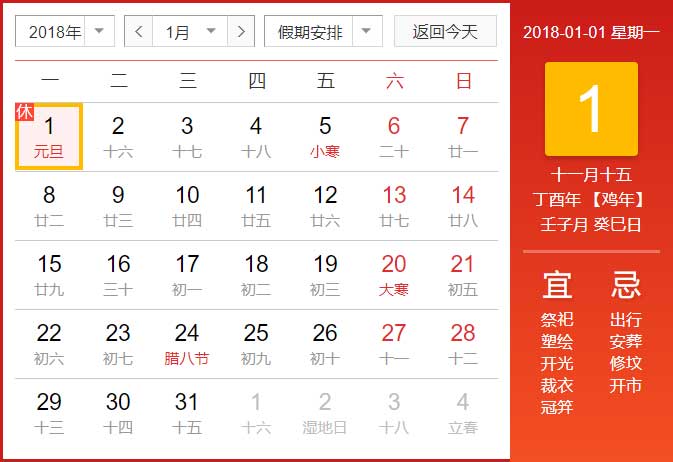 2018年 1月 假期安排 返回今天
一 二 三 四 五 六 日
休
1 2 3 4 5 6 7
元旦 十六 十七 十八 小寒 二十 廿一
8 9 10 11 12 13 14
廿二 廿三 廿四 廿五 廿六 廿七 廿八
15 16 17 18 19 20 21
廿九 三十 初一 初二 初三 大寒 初五
22 23 24 25 26 27 28
初六 初七 腊八节 初九 初十 十一 十二
29 30 31 1 2 3 4
十三 十四 十五 十六 湿地日 十八 立春
2018-01-01 星期一
1
十一月十五
丁酉年 【鸡年】
壬子月 癸巳日
宜 忌
祭祀 出行
塑绘 安葬
开光 修坟
裁衣 开市
冠笄